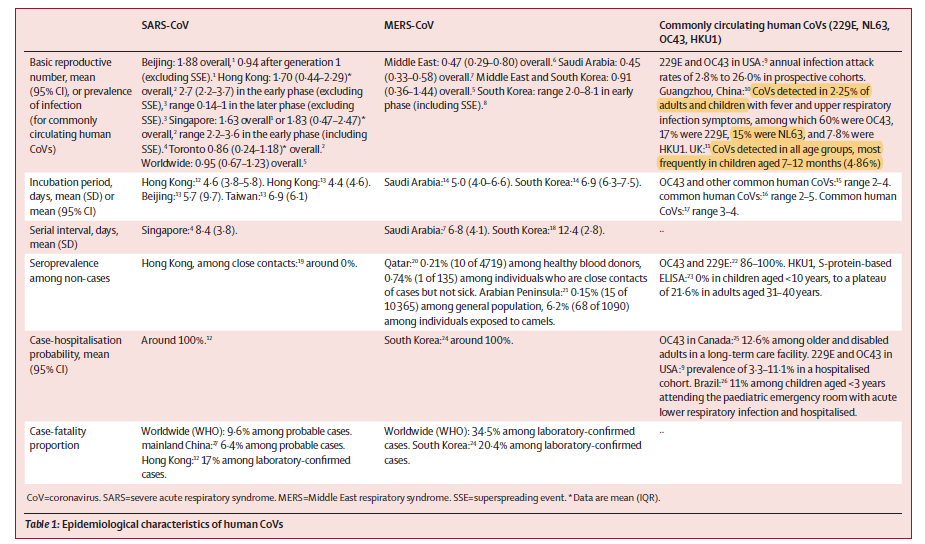 SARS-CoV
MERS-CoV
Commonly circulating human CoVs (229E, NL63,
OC43, HKU1)
Basic reproductive
number, mean
(95% CI), or prevalence
of infection
(for commonly
circulating human
CoVs)
Beijing: 1·88 overall,¹ 0·94 after generation 1
(excluding SSE).¹ Hong Kong: 1·70 (0·44–2·29)*
overall,² 2·7 (2·2–3·7) in the early phase (excluding
SSE),³ range 0·14–1 in the later phase (excluding
SSE).³ Singapore: 1·63 overall¹ or 1·83 (0·47–2·47)*
overall,² range 2·2–3·6 in the early phase (including
SSE).⁴ Toronto 0·86 (0·24–1·18)* overall.²
Worldwide: 0·95 (0·67–1·23) overall.⁵
Middle East: 0·47 (0·29–0·80) overall.⁶ Saudi Arabia: 0·45
(0·33–0·58) overall.⁷ Middle East and South Korea: 0·91
(0·36–1·44) overall.⁵ South Korea: range 2·0–8·1 in early
phase (including SSE).⁸
229E and OC43 in USA:⁹ annual infection attack
rates of 2·8% to 26·0% in prospective cohorts.
Guangzhou, China:¹⁰ CoVs detected in 2·25% of
adults and children with fever and upper respiratory
infection symptoms, among which 60% were OC43,
17% were 229E, 15% were NL63, and 7·8% were
HKU1. UK:¹¹ CoVs detected in all age groups, most
frequently in children aged 7–12 months (4·86%)
Incubation period,
days, mean (SD) or
mean (95% CI)
Hong Kong:¹² 4·6 (3·8–5·8). Hong Kong:¹³ 4·4 (4·6).
Beijing:¹³ 5·7 (9·7). Taiwan:¹³ 6·9 (6·1)
Saudi Arabia:¹⁴ 5·0 (4·0–6·6). South Korea:¹⁴ 6·9 (6·3–7·5).
OC43 and other common human CoVs:¹⁵ range 2–4.
common human CoVs:¹⁶ range 2–5. Common human
CoVs:¹⁷ range 3–4.
Serial interval, days,
mean (SD)
Singapore:⁴ 8·4 (3·8).
Saudi Arabia:⁷ 6·8 (4·1). South Korea:¹⁸ 12·4 (2·8).
··
Seroprevalence
among non-cases
Hong Kong, among close contacts:¹⁹ around 0%.
Qatar:²⁰ 0·21% (10 of 4719) among healthy blood donors,
0·74% (1 of 135) among individuals who are close contacts
of cases but not sick. Arabian Peninsula:²¹ 0·15% (15 of
10 365) among general population, 6·2% (68 of 1090)
among individuals exposed to camels.
OC43 and 229E:²² 86–100%. HKU1, S-protein-based
ELISA:²³ 0% in children aged <10 years, to a plateau
of 21·6% in adults aged 31–40 years.
Case-hospitalisation
probability, mean
(95% CI)
Around 100%.¹²
South Korea:²⁴ around 100%.
OC43 in Canada:²⁵ 12·6% among older and disabled
adults in a long-term care facility. 229E and OC43 in
USA:⁹ prevalence of 3·3–11·1% in a hospitalised
cohort. Brazil:²⁶ 11% among children aged <3 years
attending the paediatric emergency room with acute
lower respiratory infection and hospitalised.
Case-fatality
proportion
Worldwide (WHO): 9·6% among probable cases.
mainland China:²⁷ 6·4% among probable cases.
Hong Kong:¹² 17% among laboratory-confirmed
cases.
Worldwide (WHO): 34·5% among laboratory-confirmed
cases. South Korea:²⁴ 20·4% among laboratory-confirmed
cases.
··
CoV=coronavirus. SARS=severe acute respiratory syndrome. MERS=Middle East respiratory syndrome. SSE=superspreading event. *Data are mean (IQR).
Table 1: Epidemiological characteristics of human CoVs